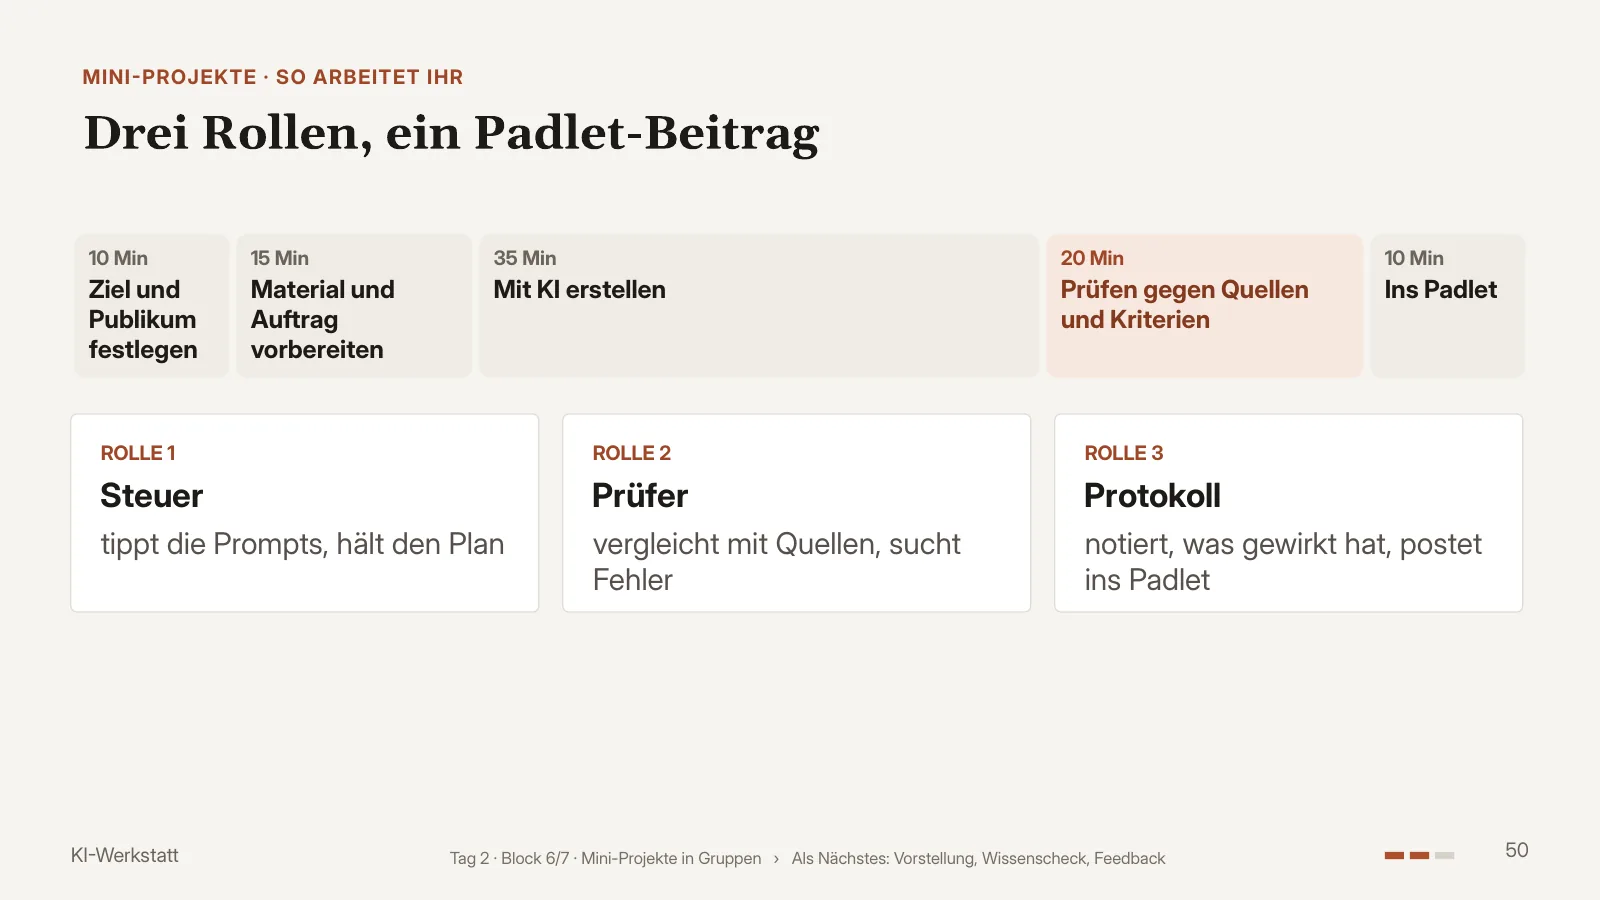 MINI-PROJEKTE · SO ARBEITET IHR
Drei Rollen, ein Padlet-Beitrag
10 Min
Ziel und
Publikum
festlegen
15 Min
Material und
Auftrag
vorbereiten
35 Min
Mit KI erstellen
20 Min
Prüfen gegen Quellen
und Kriterien
10 Min
Ins Padlet
ROLLE 1
Steuer
tippt die Prompts, hält den Plan
ROLLE 2
Prüfer
vergleicht mit Quellen, sucht
Fehler
ROLLE 3
Protokoll
notiert, was gewirkt hat, postet
ins Padlet
KI-Werkstatt
Tag 2 · Block 6/7 · Mini-Projekte in Gruppen › Als Nächstes: Vorstellung, Wissenscheck, Feedback
50